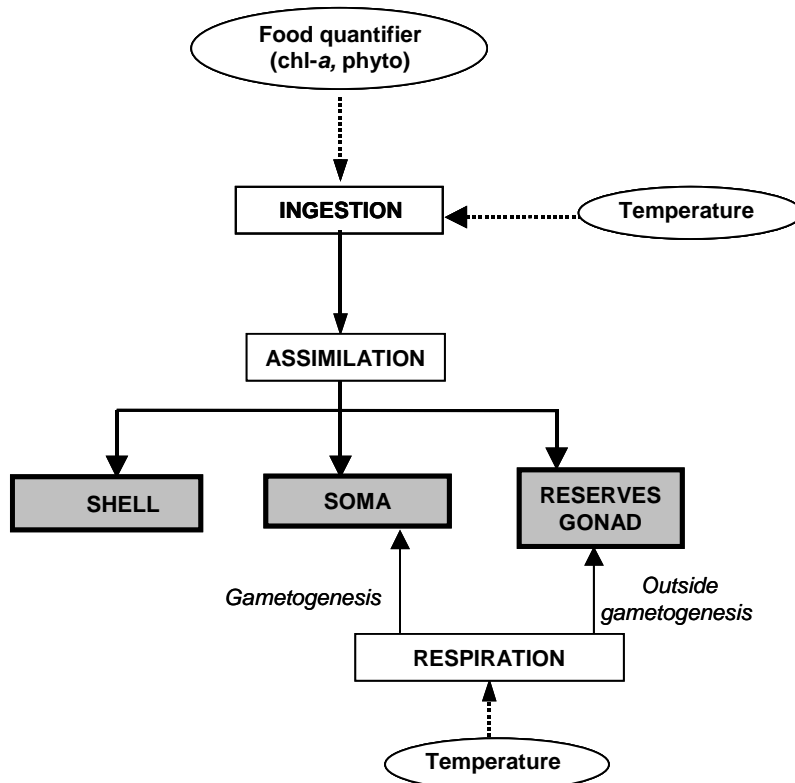 Food quantifier
(chl-a, phyto)
INGESTION
Temperature
ASSIMILATION
SHELL
SOMA
RESERVES
GONAD
Gametogenesis
Outside
gametogenesis
RESPIRATION
Temperature